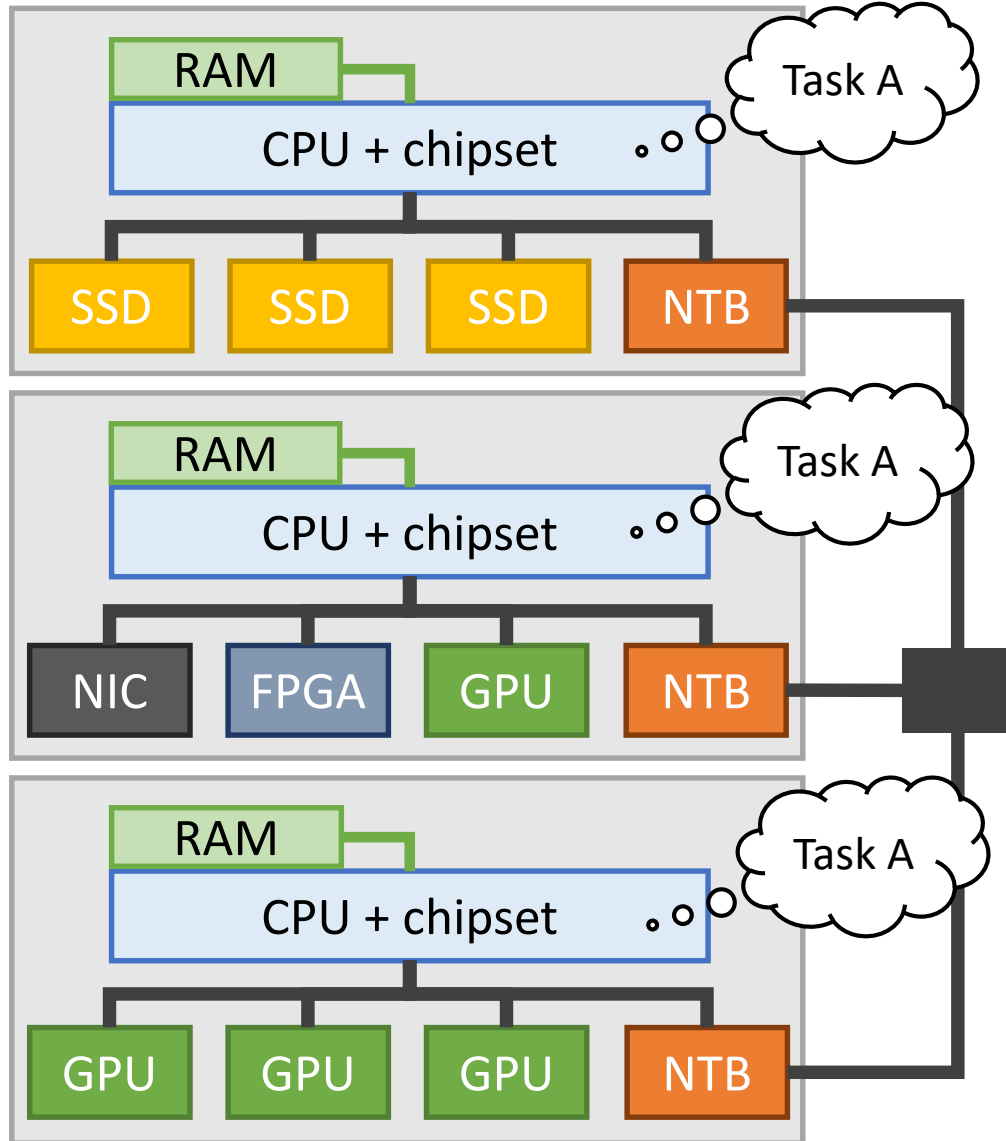 RAM
Task A
CPU + chipset
SSD
SSD
SSD
NTB
RAM
Task A
CPU + chipset
NIC
FPGA
GPU
NTB
RAM
Task A
CPU + chipset
GPU
GPU
GPU
NTB